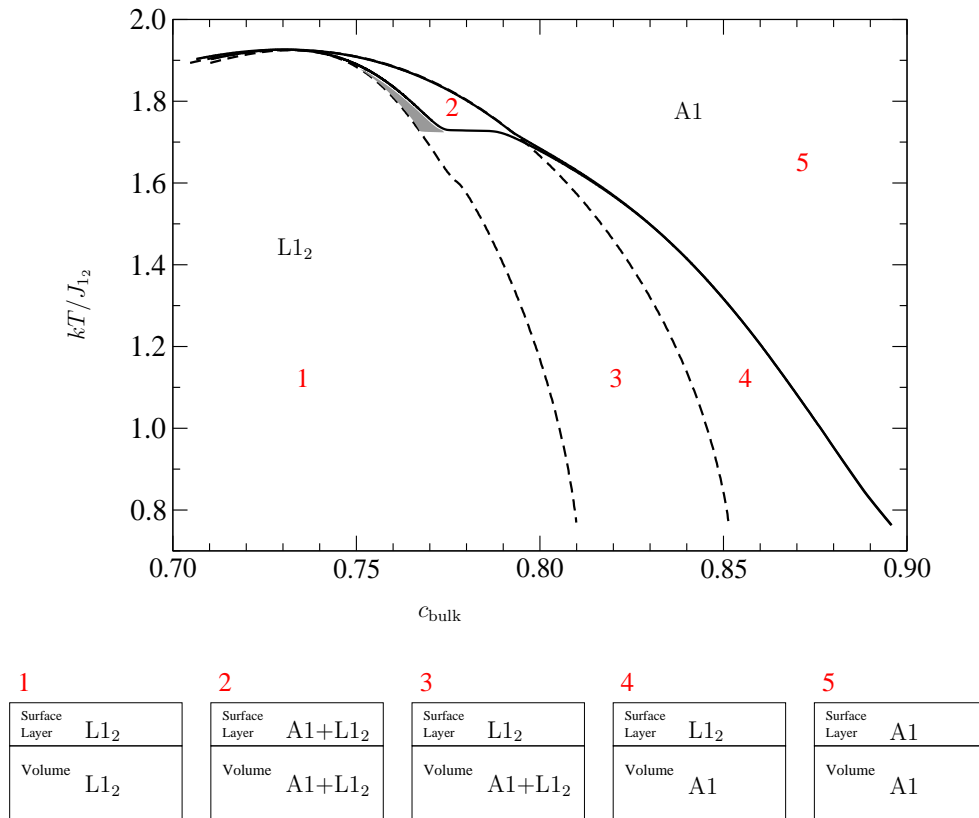 2.0
1.8
1.6
1.4
1.2
1.0
0.8
kT/J₁₂
A1
2
5
L1₂
1
3
4
0.70
0.75
0.80
0.85
0.90
c_bulk
1
Surface
Layer L1₂
Volume
L1₂
2
Surface
Layer A1+L1₂
Volume
A1+L1₂
3
Surface
Layer L1₂
Volume
A1+L1₂
4
Surface
Layer L1₂
Volume
A1
5
Surface
Layer A1
Volume
A1